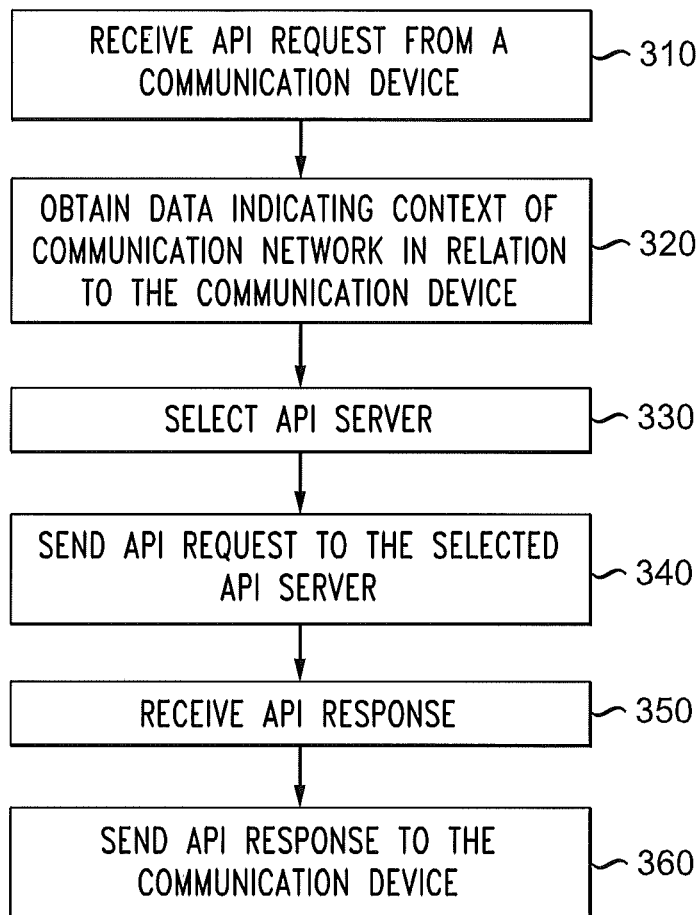 RECEIVE API REQUEST FROM A
COMMUNICATION DEVICE
310
OBTAIN DATA INDICATING CONTEXT OF
COMMUNICATION NETWORK IN RELATION
TO THE COMMUNICATION DEVICE
320
SELECT API SERVER
330
SEND API REQUEST TO THE SELECTED
API SERVER
340
RECEIVE API RESPONSE
350
SEND API RESPONSE TO THE
COMMUNICATION DEVICE
360